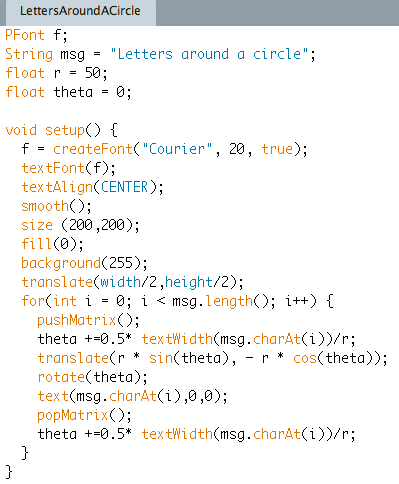 LettersAroundACircle
PFont f;
String msg = "Letters around a circle";
float r = 50;
float theta = 0;
void setup() {
f = createFont("Courier", 20, true);
textFont(f);
textAlign(CENTER);
smooth();
size (200,200);
fill(0);
background(255);
translate(width/2,height/2);
for(int i = 0; i < msg.length(); i++) {
pushMatrix();
theta +=0.5* textWidth(msg.charAt(i))/r;
translate(r * sin(theta), - r * cos(theta));
rotate(theta);
text(msg.charAt(i),0,0);
popMatrix();
theta +=0.5* textWidth(msg.charAt(i))/r;
}
}